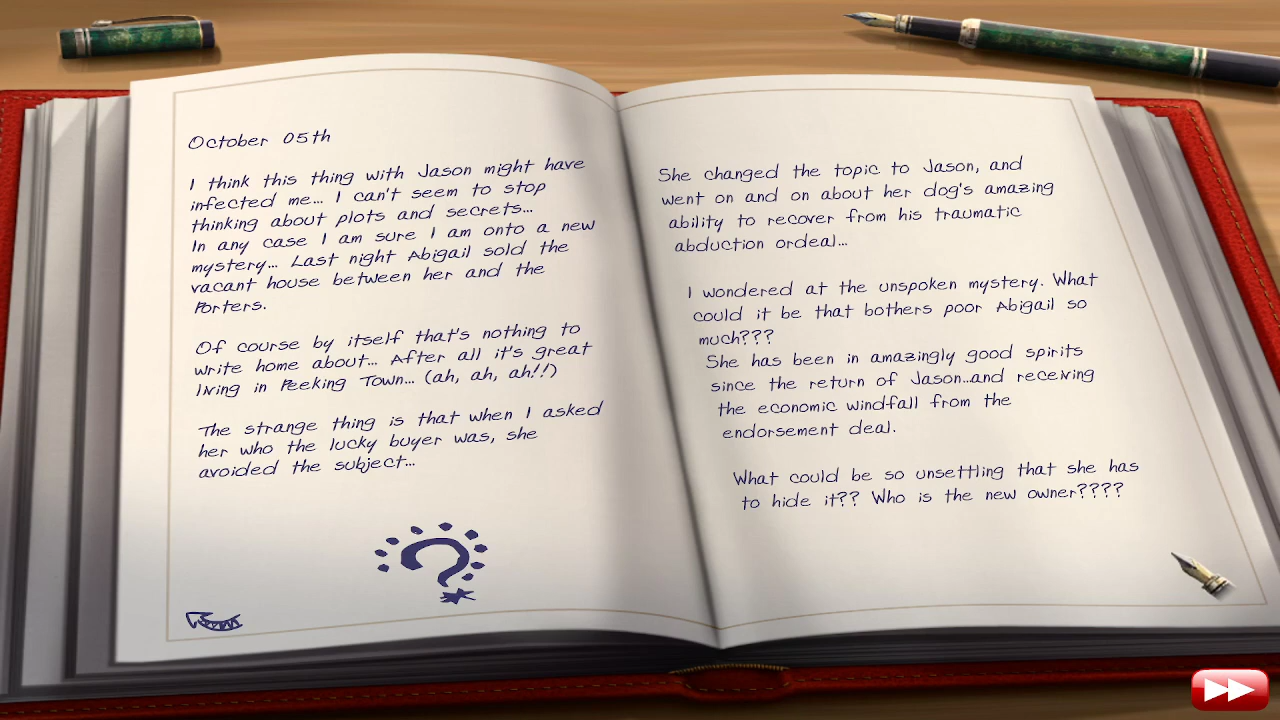 October 05th
I think this thing with Jason might have
infected me... I can't seem to stop
thinking about plots and secrets...
In any case I am sure I am onto a new
mystery... Last night Abigail sold the
vacant house between her and the
Porters.
Of course by itself that's nothing to
write home about... After all it's great
living in Peeking Town... (ah, ah, ah!!)
The strange thing is that when I asked
her who the lucky buyer was, she
avoided the subject...
She changed the topic to Jason, and
went on and on about her dog's amazing
ability to recover from his traumatic
abduction ordeal...
I wondered at the unspoken mystery. What
could it be that bothers poor Abigail so
much???
She has been in amazingly good spirits
since the return of Jason...and receiving
the economic windfall from the
endorsement deal.
What could be so unsettling that she has
to hide it?? Who is the new owner????